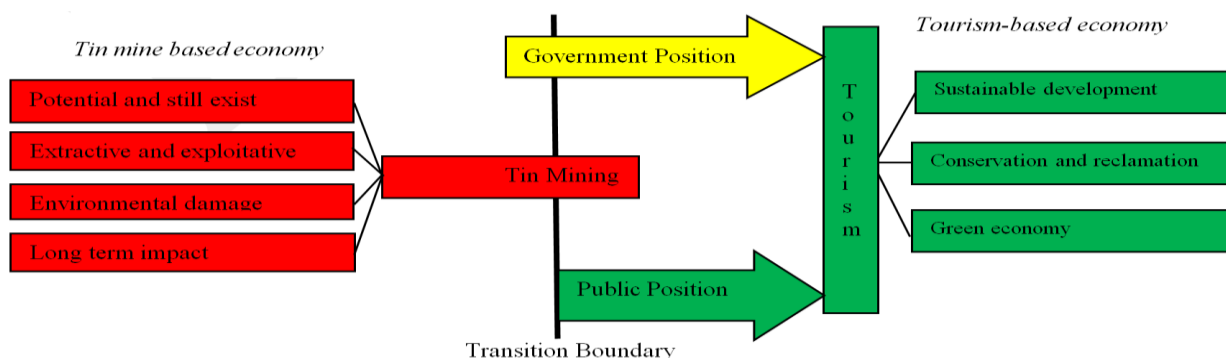 Tin mine based economy
Potential and still exist
Extractive and exploitative
Environmental damage
Long term impact
Tin Mining
Government Position
Public Position
Transition Boundary
Tourism
Tourism-based economy
Sustainable development
Conservation and reclamation
Green economy